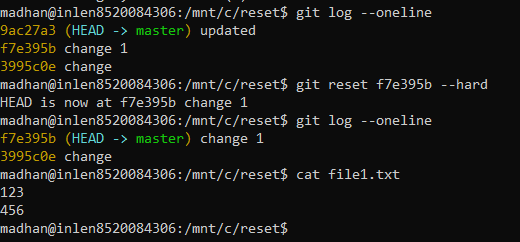 madhan@inlen8520084306:/mnt/c/reset$ git log --oneline
9ac27a3 (HEAD -> master) updated
f7e395b change 1
3995c0e change
madhan@inlen8520084306:/mnt/c/reset$ git reset f7e395b --hard
HEAD is now at f7e395b change 1
madhan@inlen8520084306:/mnt/c/reset$ git log --oneline
f7e395b (HEAD -> master) change 1
3995c0e change
madhan@inlen8520084306:/mnt/c/reset$ cat file1.txt
123
456
madhan@inlen8520084306:/mnt/c/reset$